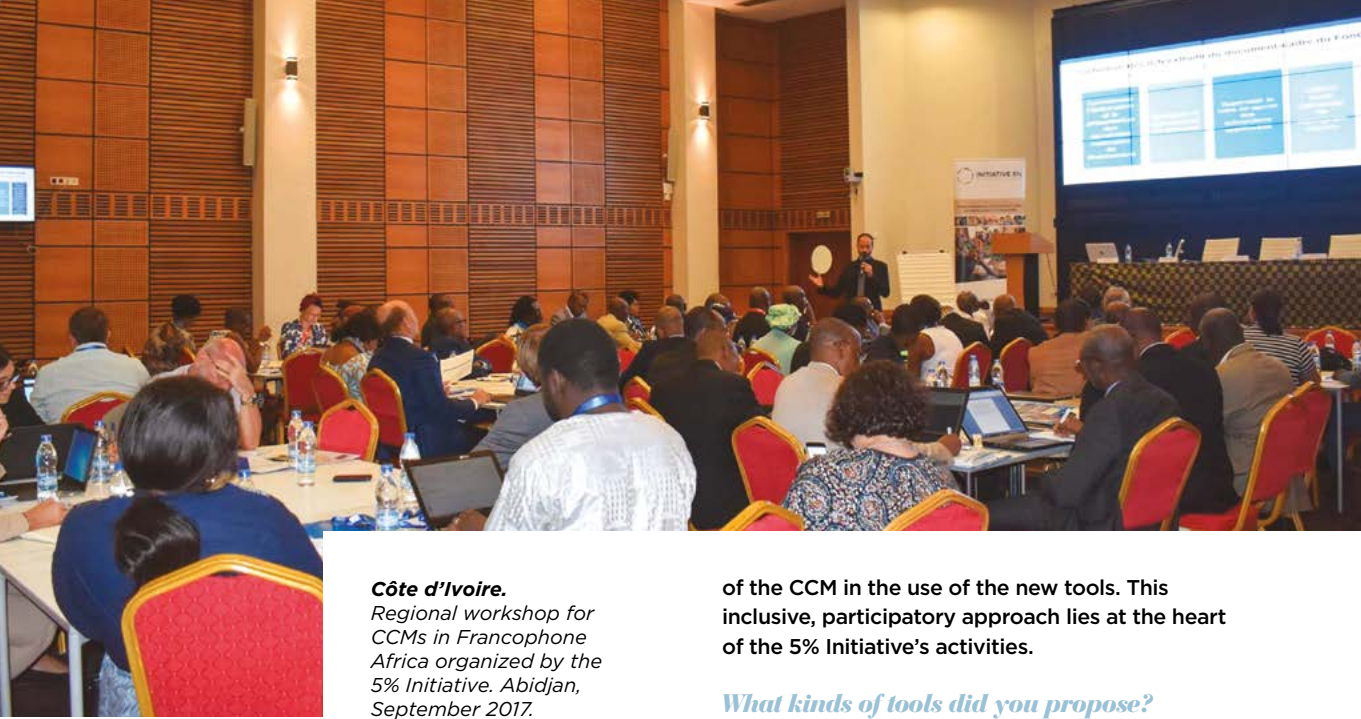 INITIATIVE 5%
Côte d’Ivoire.
Regional workshop for
CCMs in Francophone
Africa organized by the
5% Initiative. Abidjan,
September 2017.
of the CCM in the use of the new tools. This
inclusive, participatory approach lies at the heart
of the 5% Initiative’s activities.
What kinds of tools did you propose?